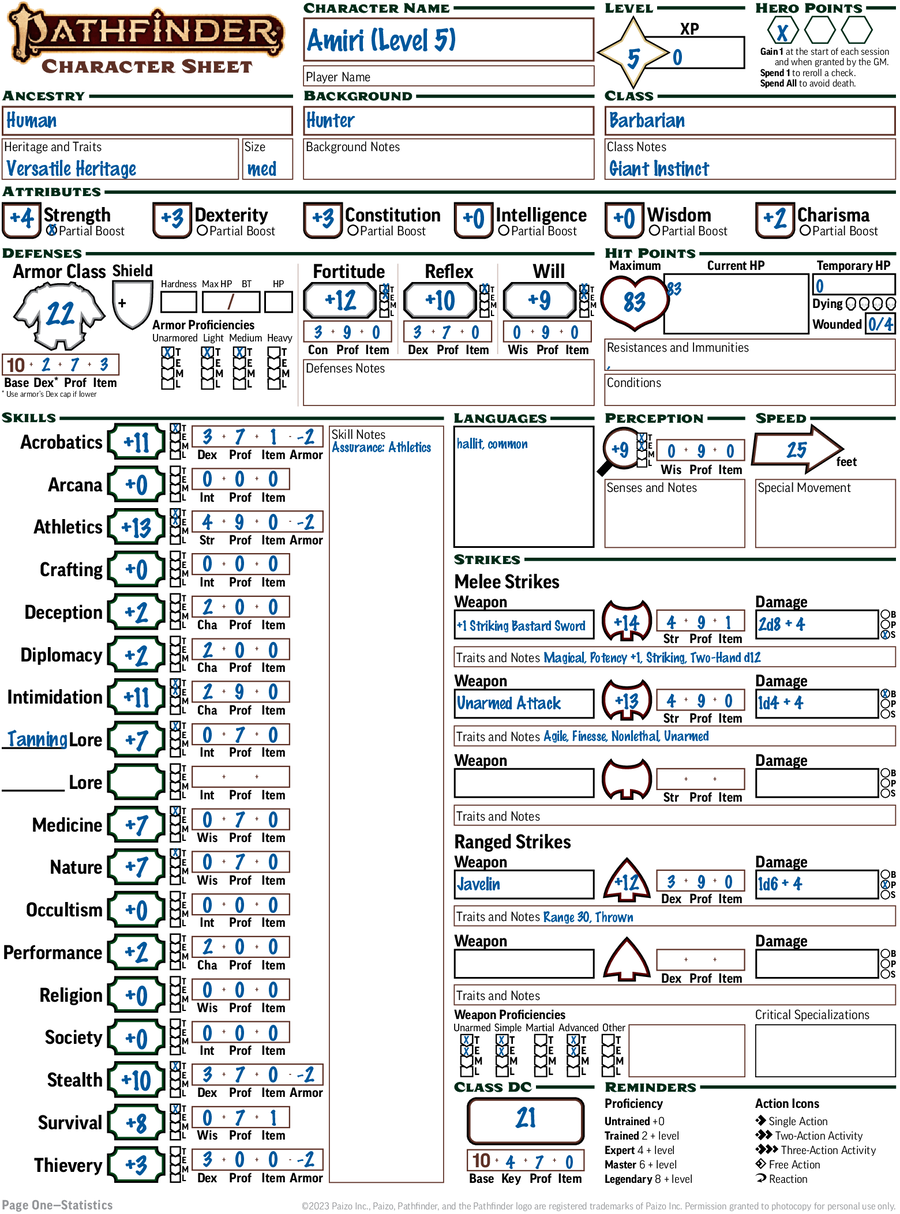 PATHFINDER
CHARACTER SHEET
CHARACTER NAME
Amiri (Level 5)
Player Name
LEVEL
5
XP
0
HERO POINTS
X
Gain 1 at the start of each session
and when granted by the GM.
Spend 1 to reroll a check.
Spend All to avoid death.
ANCESTRY
Human
Heritage and Traits
Versatile Heritage
Size
med
BACKGROUND
Hunter
Background Notes
CLASS
Barbarian
Class Notes
Giant Instinct
ATTRIBUTES
+4 Strength
X Partial Boost
+3 Dexterity
Partial Boost
+3 Constitution
Partial Boost
+0 Intelligence
Partial Boost
+0 Wisdom
Partial Boost
+2 Charisma
Partial Boost
DEFENSES
Armor Class
22
10 + 2 + 7 + 3
Base Dex* Prof Item
* Use armor's Dex cap if lower
Shield
+
Hardness Max HP BT HP
/
Armor Proficiencies
Unarmored Light Medium Heavy
X T X T X T T
E E E E
M M M M
L L L L
Fortitude
+12
X T
X E
M
L
3 + 9 + 0
Con Prof Item
Reflex
+10
X T
E
M
L
3 + 7 + 0
Dex Prof Item
Will
+9
X T
X E
M
L
0 + 9 + 0
Wis Prof Item
Defenses Notes
HIT POINTS
Maximum
83
Current HP
83
Temporary HP
0
Dying
Wounded 0/4
Resistances and Immunities
,
Conditions
SKILLS
Acrobatics +11 X T E M L 3 + 7 + 1 - -2
Dex Prof Item Armor
Arcana +0 T E M L 0 + 0 + 0
Int Prof Item
Athletics +13 X T X E M L 4 + 9 + 0 - -2
Str Prof Item Armor
Crafting +0 T E M L 0 + 0 + 0
Int Prof Item
Deception +2 T E M L 2 + 0 + 0
Cha Prof Item
Diplomacy +2 T E M L 2 + 0 + 0
Cha Prof Item
Intimidation +11 X T X E M L 2 + 9 + 0
Cha Prof Item
Tanning Lore +7 X T E M L 0 + 7 + 0
Int Prof Item
Lore T E M L + +
Int Prof Item
Medicine +7 X T E M L 0 + 7 + 0
Wis Prof Item
Nature +7 X T E M L 0 + 7 + 0
Wis Prof Item
Occultism +0 T E M L 0 + 0 + 0
Int Prof Item
Performance +2 T E M L 2 + 0 + 0
Cha Prof Item
Religion +0 T E M L 0 + 0 + 0
Wis Prof Item
Society +0 T E M L 0 + 0 + 0
Int Prof Item
Stealth +10 X T E M L 3 + 7 + 0 - -2
Dex Prof Item Armor
Survival +8 X T E M L 0 + 7 + 1
Wis Prof Item
Thievery +3 T E M L 3 + 0 + 0 - -2
Dex Prof Item Armor
Skill Notes
Assurance: Athletics
LANGUAGES
hallit, common
PERCEPTION
+9
X T
X E
M
L
0 + 9 + 0
Wis Prof Item
Senses and Notes
SPEED
25
feet
Special Movement
STRIKES
Melee Strikes
Weapon Damage
+1 Striking Bastard Sword +14 4 + 9 + 1 2d8 + 4
Str Prof Item
B
P
X S
Traits and Notes Magical, Potency +1, Striking, Two-Hand d12
Weapon Damage
Unarmed Attack +13 4 + 9 + 0 1d4 + 4
Str Prof Item
X B
P
S
Traits and Notes Agile, Finesse, Nonlethal, Unarmed
Weapon Damage
+ +
Str Prof Item
B
P
S
Traits and Notes
Ranged Strikes
Weapon Damage
Javelin +12 3 + 9 + 0 1d6 + 4
Dex Prof Item
B
X P
S
Traits and Notes Range 30, Thrown
Weapon Damage
+ +
Dex Prof Item
B
P
S
Traits and Notes
Weapon Proficiencies
Unarmed Simple Martial Advanced Other
X T X T T X T T
X E X E E X E E
M M M M M
L L L L L
Critical Specializations
CLASS DC
21
10 + 4 + 7 + 0
Base Key Prof Item
REMINDERS
Proficiency
Untrained +0
Trained 2 + level
Expert 4 + level
Master 6 + level
Legendary 8 + level
Action Icons
Single Action
Two-Action Activity
Three-Action Activity
Free Action
Reaction
Page One—Statistics
©2023 Paizo Inc., Paizo, Pathfinder, and the Pathfinder logo are registered trademarks of Paizo Inc. Permission granted to photocopy for personal use only.